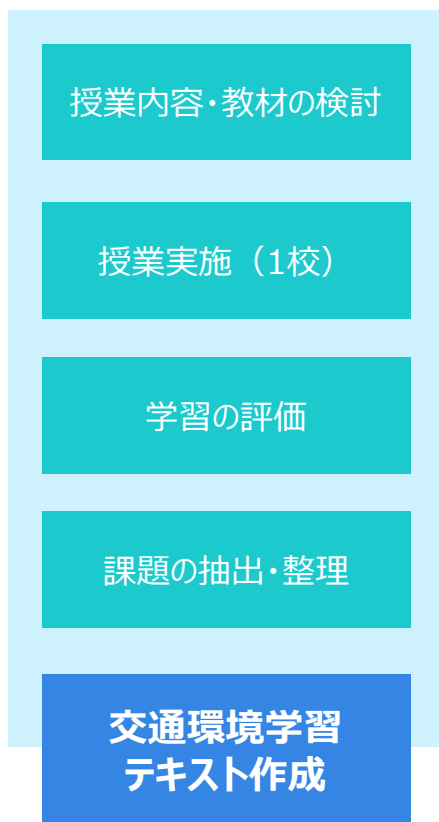 授業内容・教材の検討
授業実施（1校）
学習の評価
課題の抽出・整理
交通環境学習
テキスト作成